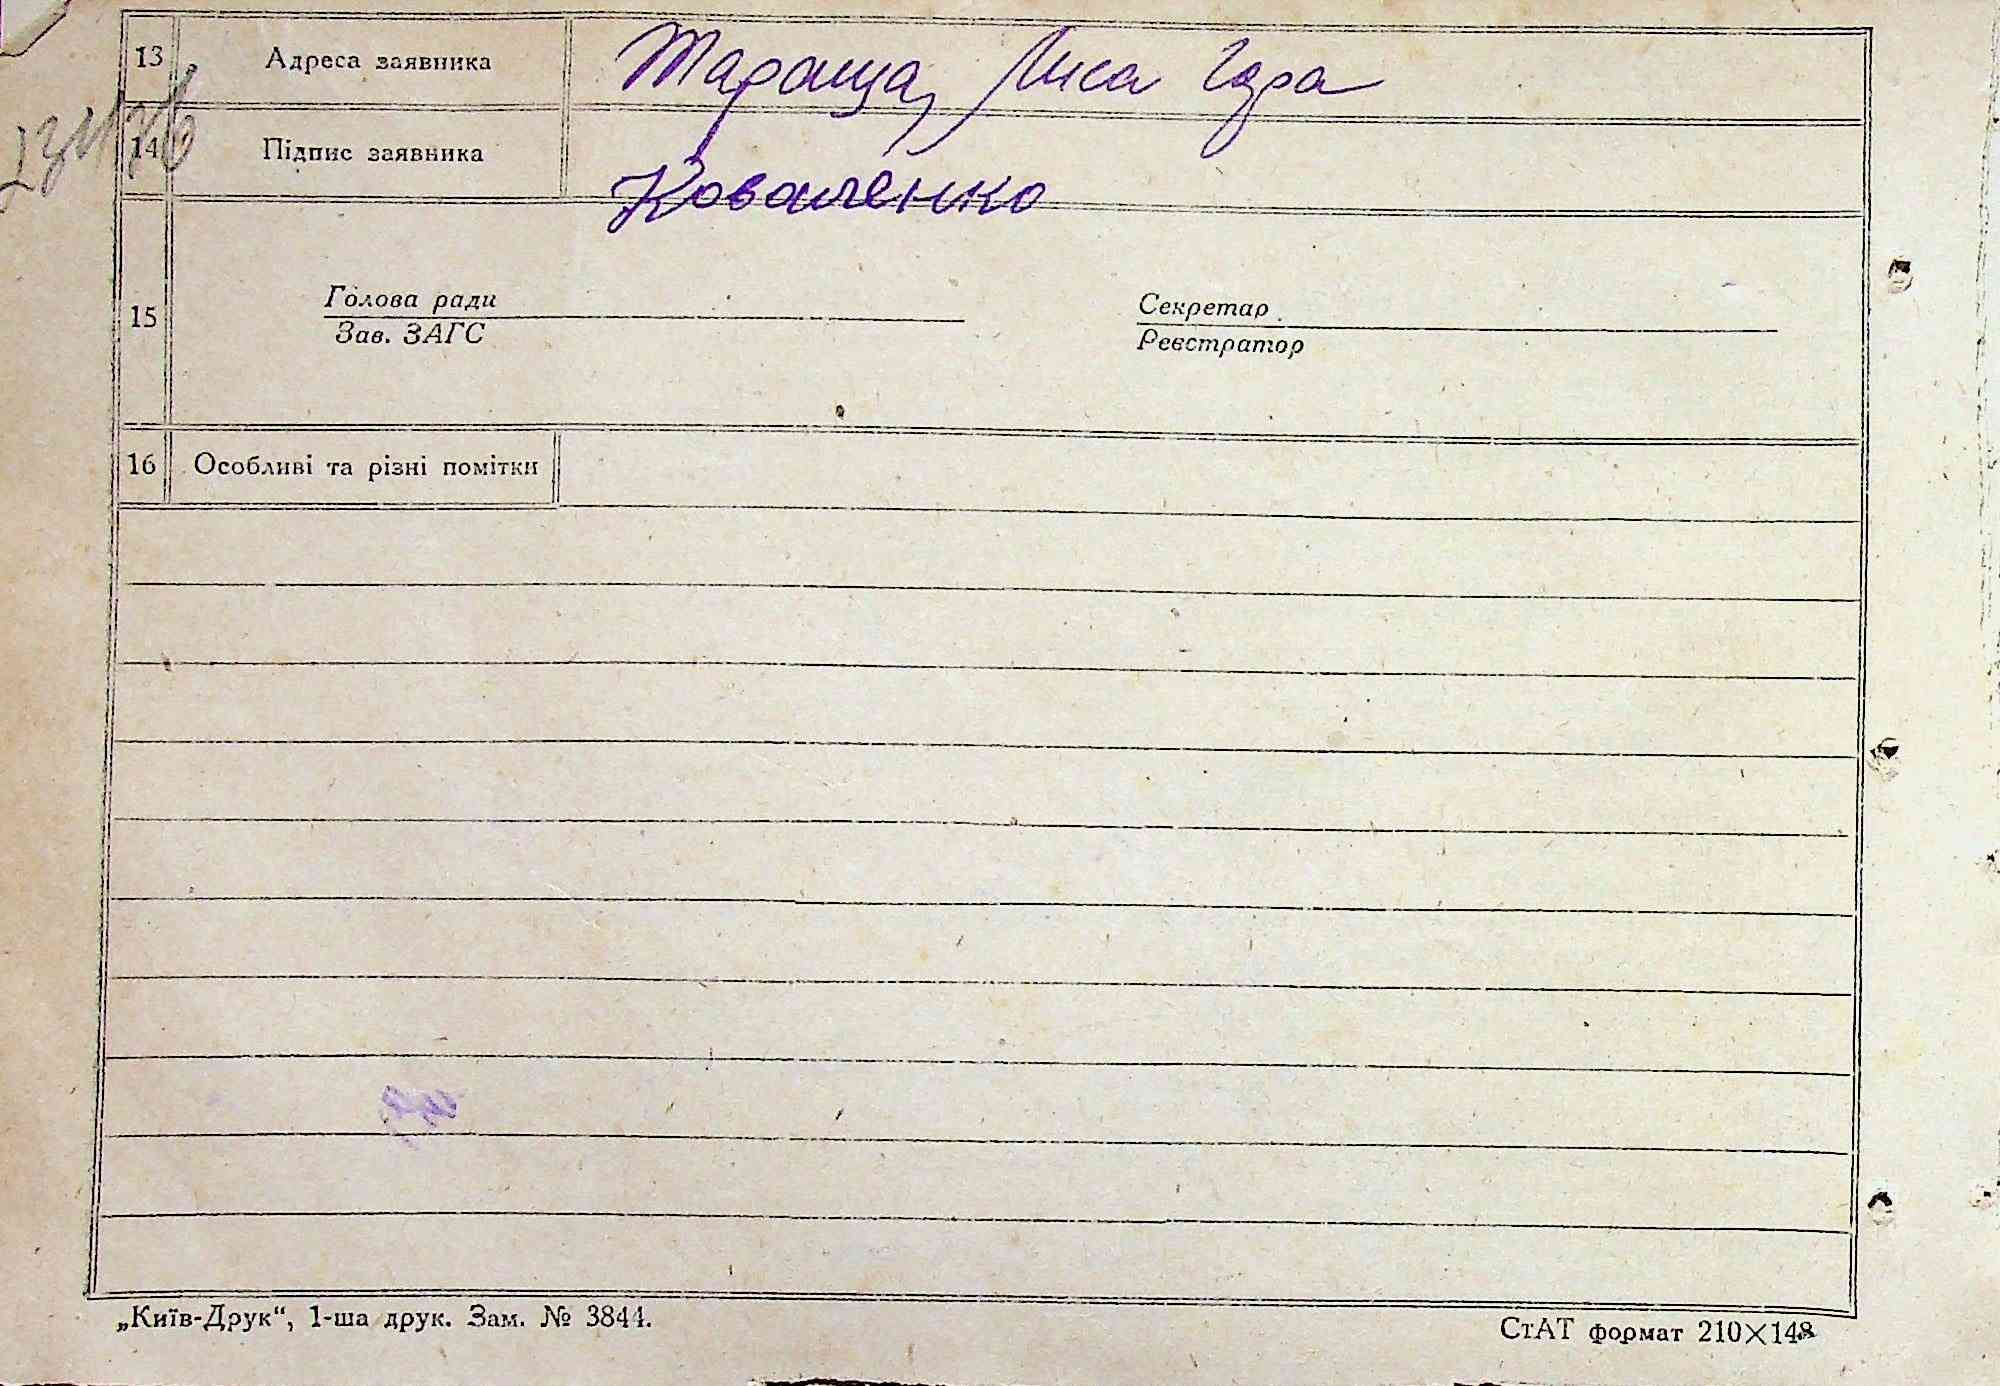 13 Адреса заявника Тараща, Лиса Гора
14 Підпис заявника Коваленко
15 Голова ради Секретар
Зав. ЗАГС Реєстратор
16 Особливі та різні помітки
„Київ-Друк“, 1-ша друк. Зам. № 3844. СтАТ формат 210×148